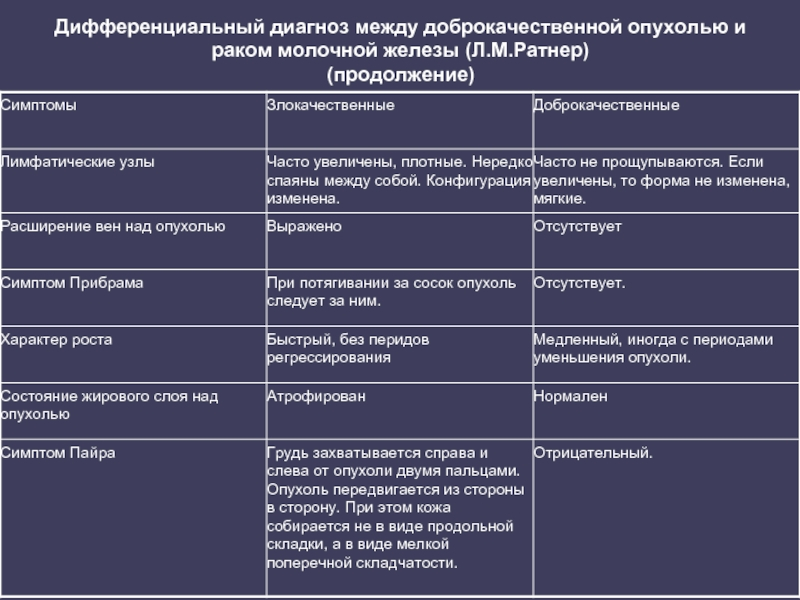 Дифференциальный диагноз между доброкачественной опухолью и
раком молочной железы (Л.М.Ратнер)
(продолжение)
Симптомы
Злокачественные
Доброкачественные
Лимфатические узлы
Часто увеличены, плотные. Нередко
спаяны между собой. Конфигурация
изменена.
Часто не прощупываются. Если
увеличены, то форма не изменена,
мягкие.
Расширение вен над опухолью
Выражено
Отсутствует
Симптом Прибрама
При потягивании за сосок опухоль
следует за ним.
Отсутствует.
Характер роста
Быстрый, без перидов
регрессирования
Медленный, иногда с периодами
уменьшения опухоли.
Состояние жирового слоя над
опухолью
Атрофирован
Нормален
Симптом Пайра
Грудь захватывается справа и
слева от опухоли двумя пальцами.
Опухоль передвигается из стороны
в сторону. При этом кожа
собирается не в виде продольной
складки, а в виде мелкой
поперечной складчатости.
Отрицательный.